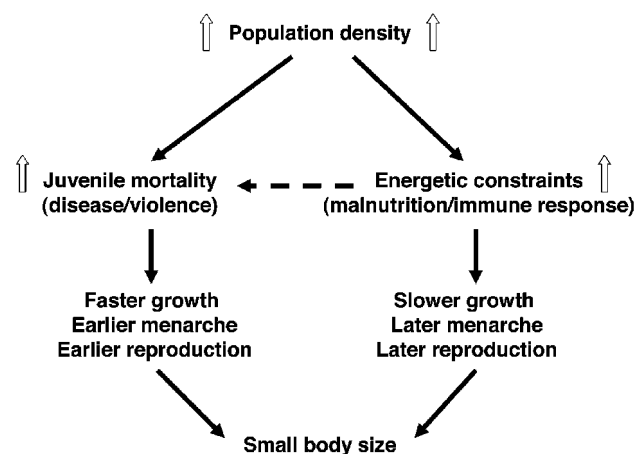 Population density
Juvenile mortality
(disease/violence)
Energetic constraints
(malnutrition/immune response)
Faster growth
Earlier menarche
Earlier reproduction
Slower growth
Later menarche
Later reproduction
Small body size